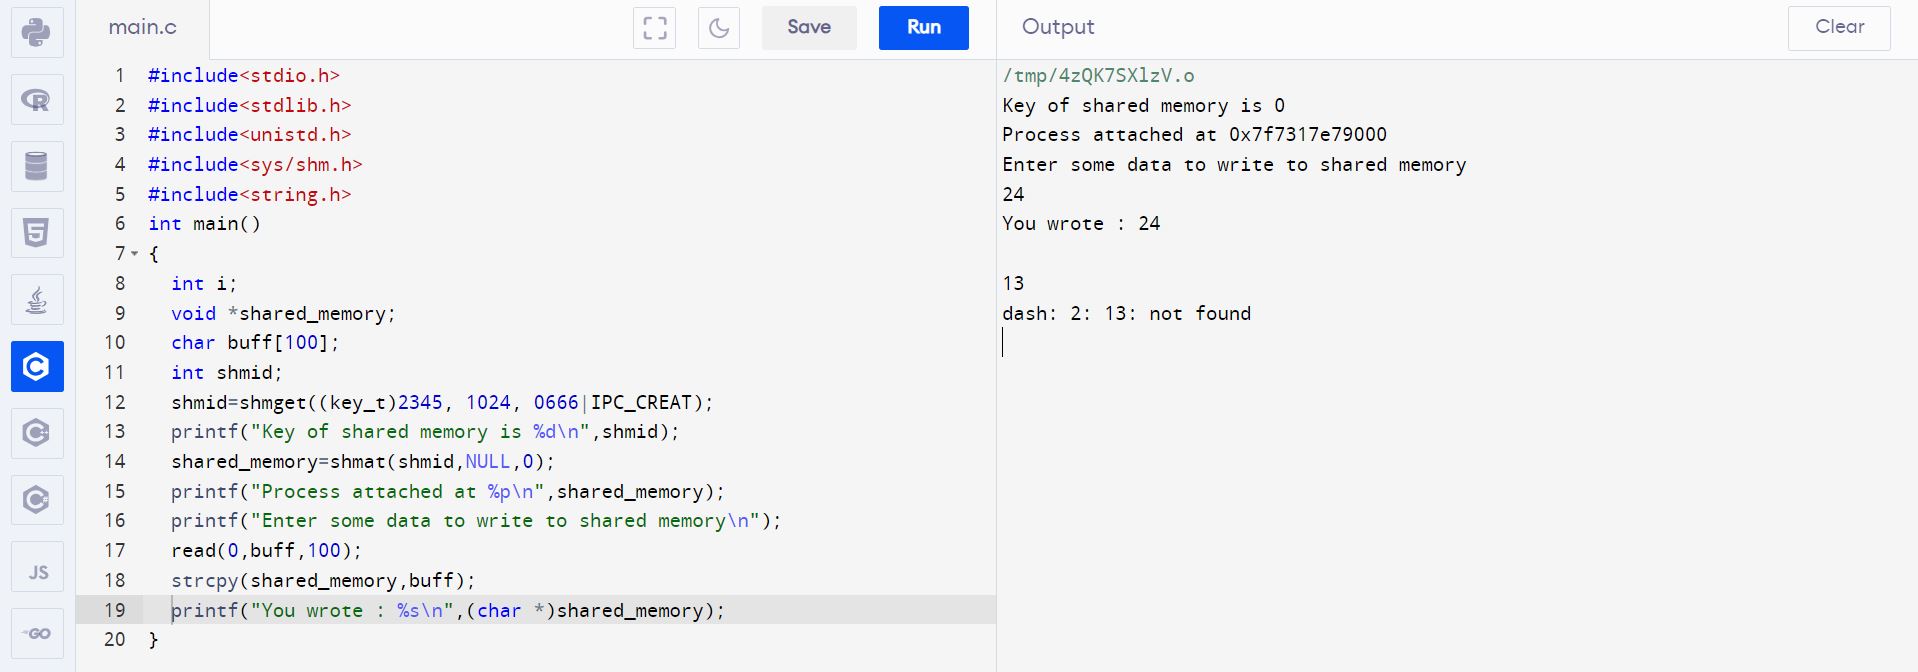 main.c
Save
Run
Output
Clear
1 #include<stdio.h>
2 #include<stdlib.h>
3 #include<unistd.h>
4 #include<sys/shm.h>
5 #include<string.h>
6 int main()
7 {
8 int i;
9 void *shared_memory;
10 char buff[100];
11 int shmid;
12 shmid=shmget((key_t)2345, 1024, 0666|IPC_CREAT);
13 printf("Key of shared memory is %d\n",shmid);
14 shared_memory=shmat(shmid,NULL,0);
15 printf("Process attached at %p\n",shared_memory);
16 printf("Enter some data to write to shared memory\n");
17 read(0,buff,100);
18 strcpy(shared_memory,buff);
19 printf("You wrote : %s\n",(char *)shared_memory);
20 }
/tmp/4zQK7SXlzV.o
Key of shared memory is 0
Process attached at 0x7f7317e79000
Enter some data to write to shared memory
24
You wrote : 24
13
dash: 2: 13: not found
R
5
C
C
C#
JS
GO